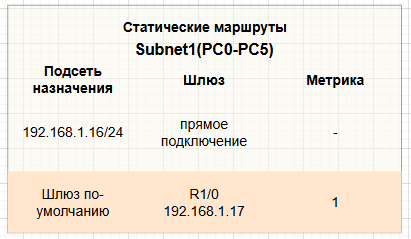 Статические маршруты
Subnet1(PC0-PC5)
Подсеть
назначения
Шлюз
Метрика
192.168.1.16/24
прямое
подключение
-
Шлюз по-
умолчанию
R1/0
192.168.1.17
1